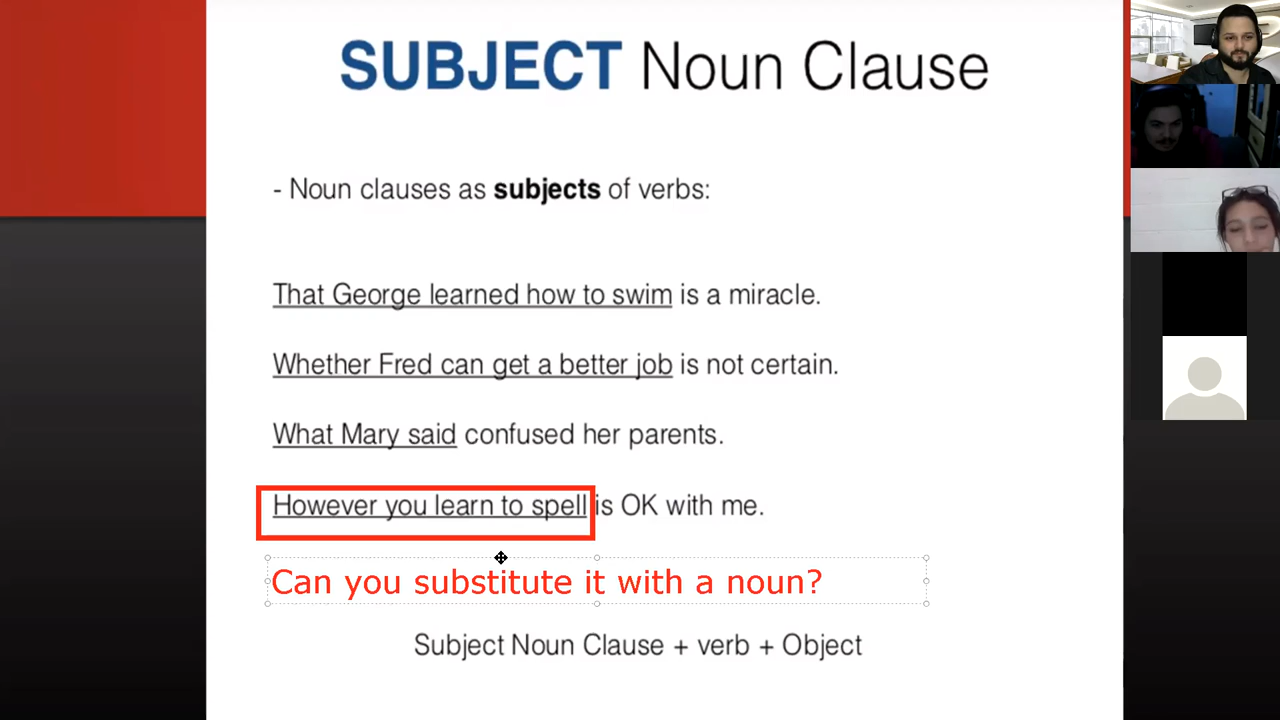 SUBJECT Noun Clause
- Noun clauses as subjects of verbs:
That George learned how to swim is a miracle.
Whether Fred can get a better job is not certain.
What Mary said confused her parents.
However you learn to spell is OK with me.
Can you substitute it with a noun?
Subject Noun Clause + verb + Object